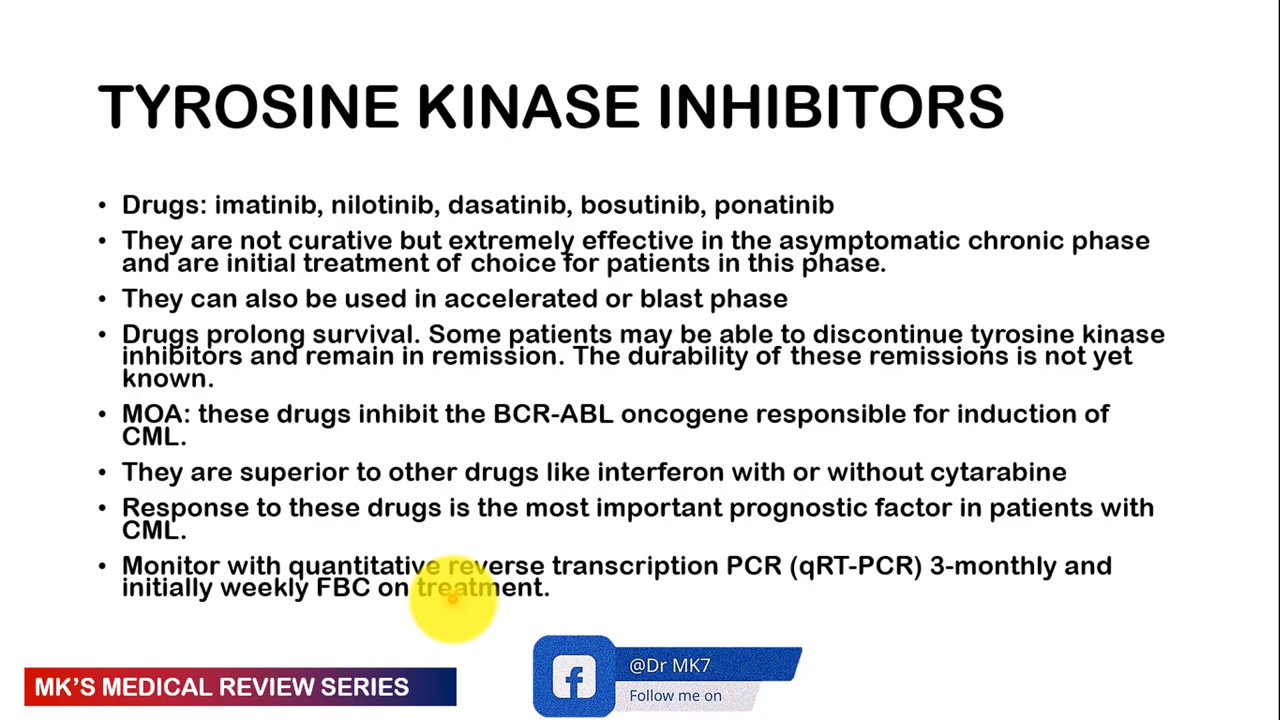 TYROSINE KINASE INHIBITORS
• Drugs: imatinib, nilotinib, dasatinib, bosutinib, ponatinib
• They are not curative but extremely effective in the asymptomatic chronic phase
and are initial treatment of choice for patients in this phase.
• They can also be used in accelerated or blast phase
• Drugs prolong survival. Some patients may be able to discontinue tyrosine kinase
inhibitors and remain in remission. The durability of these remissions is not yet
known.
• MOA: these drugs inhibit the BCR-ABL oncogene responsible for induction of
CML.
• They are superior to other drugs like interferon with or without cytarabine
• Response to these drugs is the most important prognostic factor in patients with
CML.
• Monitor with quantitative reverse transcription PCR (qRT-PCR) 3-monthly and
initially weekly FBC on treatment.
MK'S MEDICAL REVIEW SERIES
@Dr MK7
Follow me on